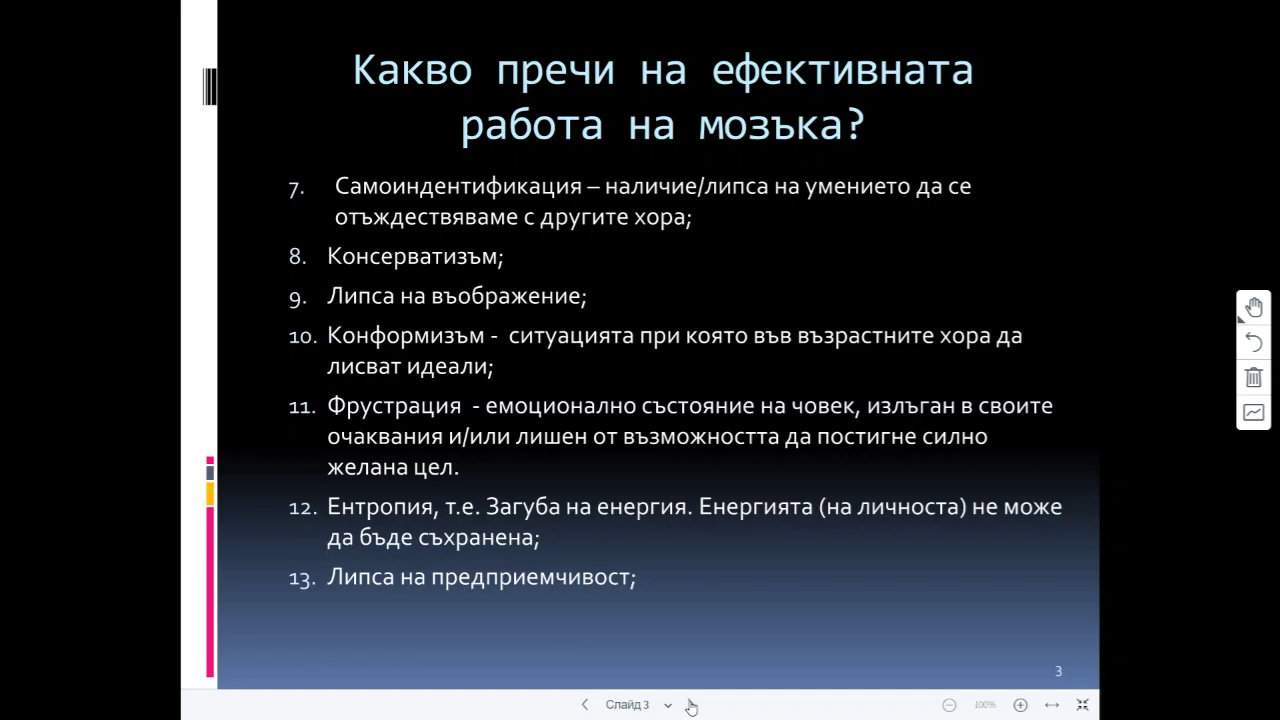 Какво пречи на ефективната
работа на мозъка?
7. Самоиндентификация – наличие/липса на умението да се
отъждествяваме с другите хора;
8. Консерватизъм;
9. Липса на въображение;
10. Конформизъм - ситуацията при която във възрастните хора да
лисват идеали;
11. Фрустрация - емоционално състояние на човек, излъган в своите
очаквания и/или лишен от възможността да постигне силно
желана цел.
12. Ентропия, т.е. Загуба на енергия. Енергията (на личноста) не може
да бъде съхранена;
13. Липса на предприемчивост;
3
Слайд 3
100%